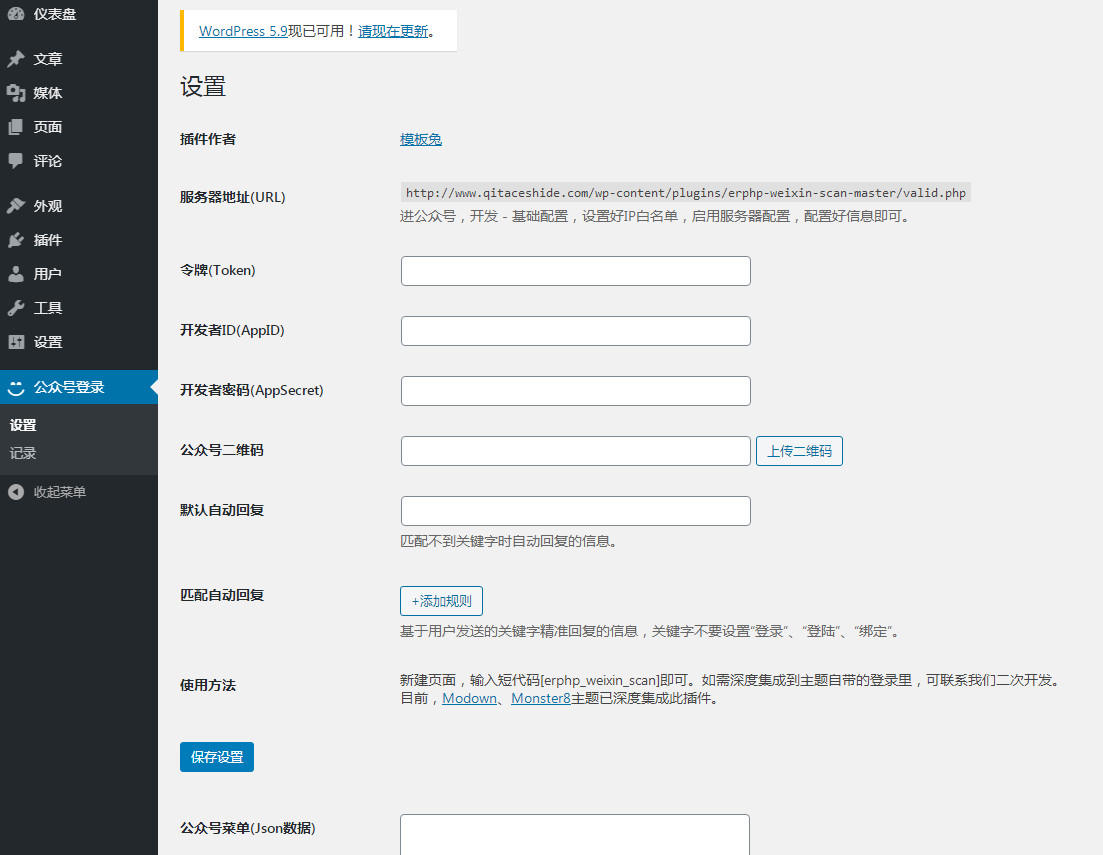 仪表盘
文章
媒体
页面
评论
外观
插件
用户
工具
设置
公众号登录
设置
记录
收起菜单
WordPress 5.9现已可用！请现在更新。
设置
插件作者
模板兔
服务器地址(URL)
http://www.qitaceshide.com/wp-content/plugins/erphp-weixin-scan-master/valid.php
进公众号，开发 - 基础配置，设置好IP白名单，启用服务器配置，配置好信息即可。
令牌(Token)
开发者ID(AppID)
开发者密码(AppSecret)
公众号二维码
上传二维码
默认自动回复
匹配不到关键字时自动回复的信息。
匹配自动回复
+添加规则
基于用户发送的关键字精准回复的信息，关键字不要设置“登录”、“登陆”、“绑定”。
使用方法
新建页面，输入短代码[erphp_weixin_scan]即可。如需深度集成到主题自带的登录里，可联系我们二次开发。
目前，Modown、Monster8主题已深度集成此插件。
保存设置
公众号菜单(Json数据)